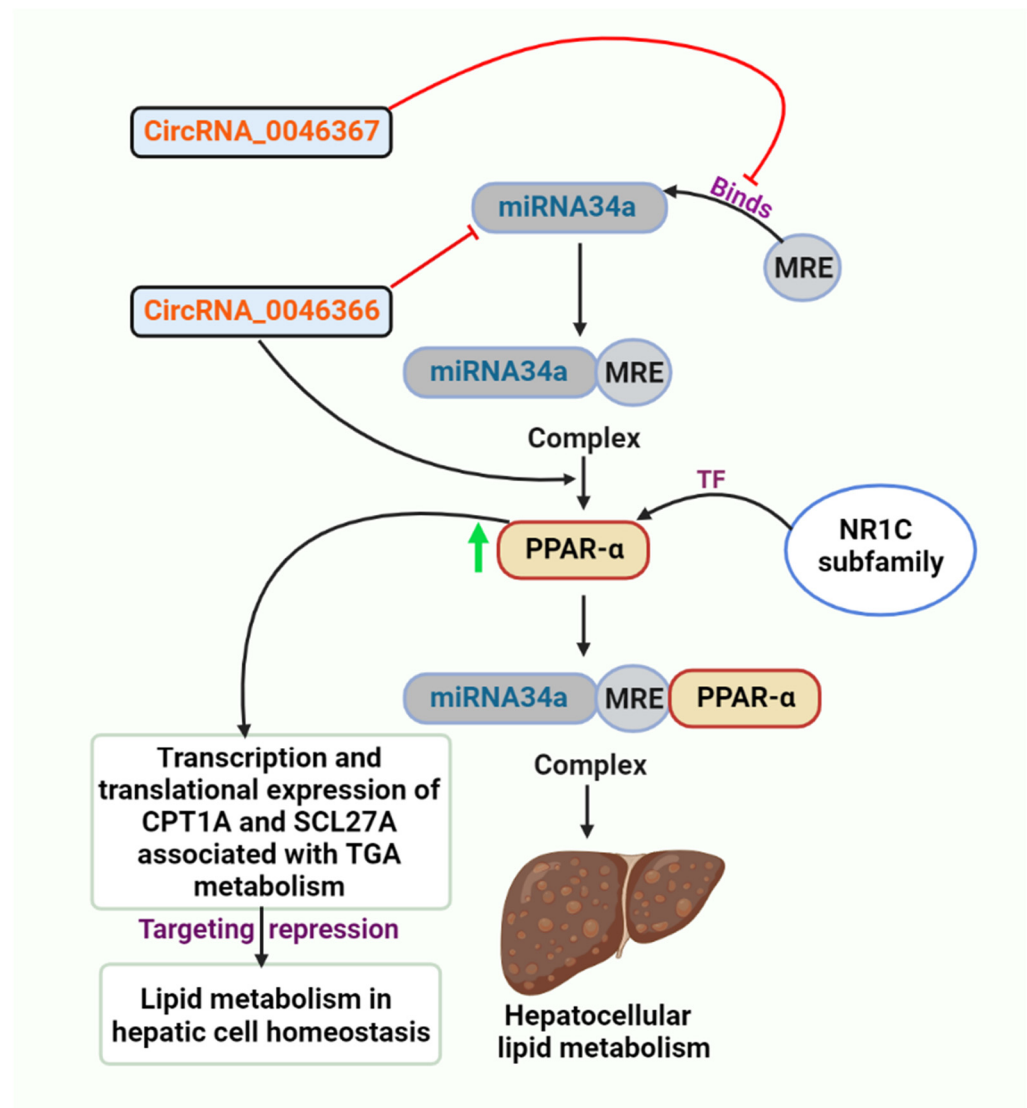 CircRNA_0046367
Binds
miRNA34a
MRE
CircRNA_0046366
miRNA34a MRE
Complex
TF
NR1C
subfamily
PPAR-α
miRNA34a MRE PPAR-α
Complex
Transcription and
translational expression of
CPT1A and SCL27A
associated with TGA
metabolism
Targeting repression
Lipid metabolism in
hepatic cell homeostasis
Hepatocellular
lipid metabolism